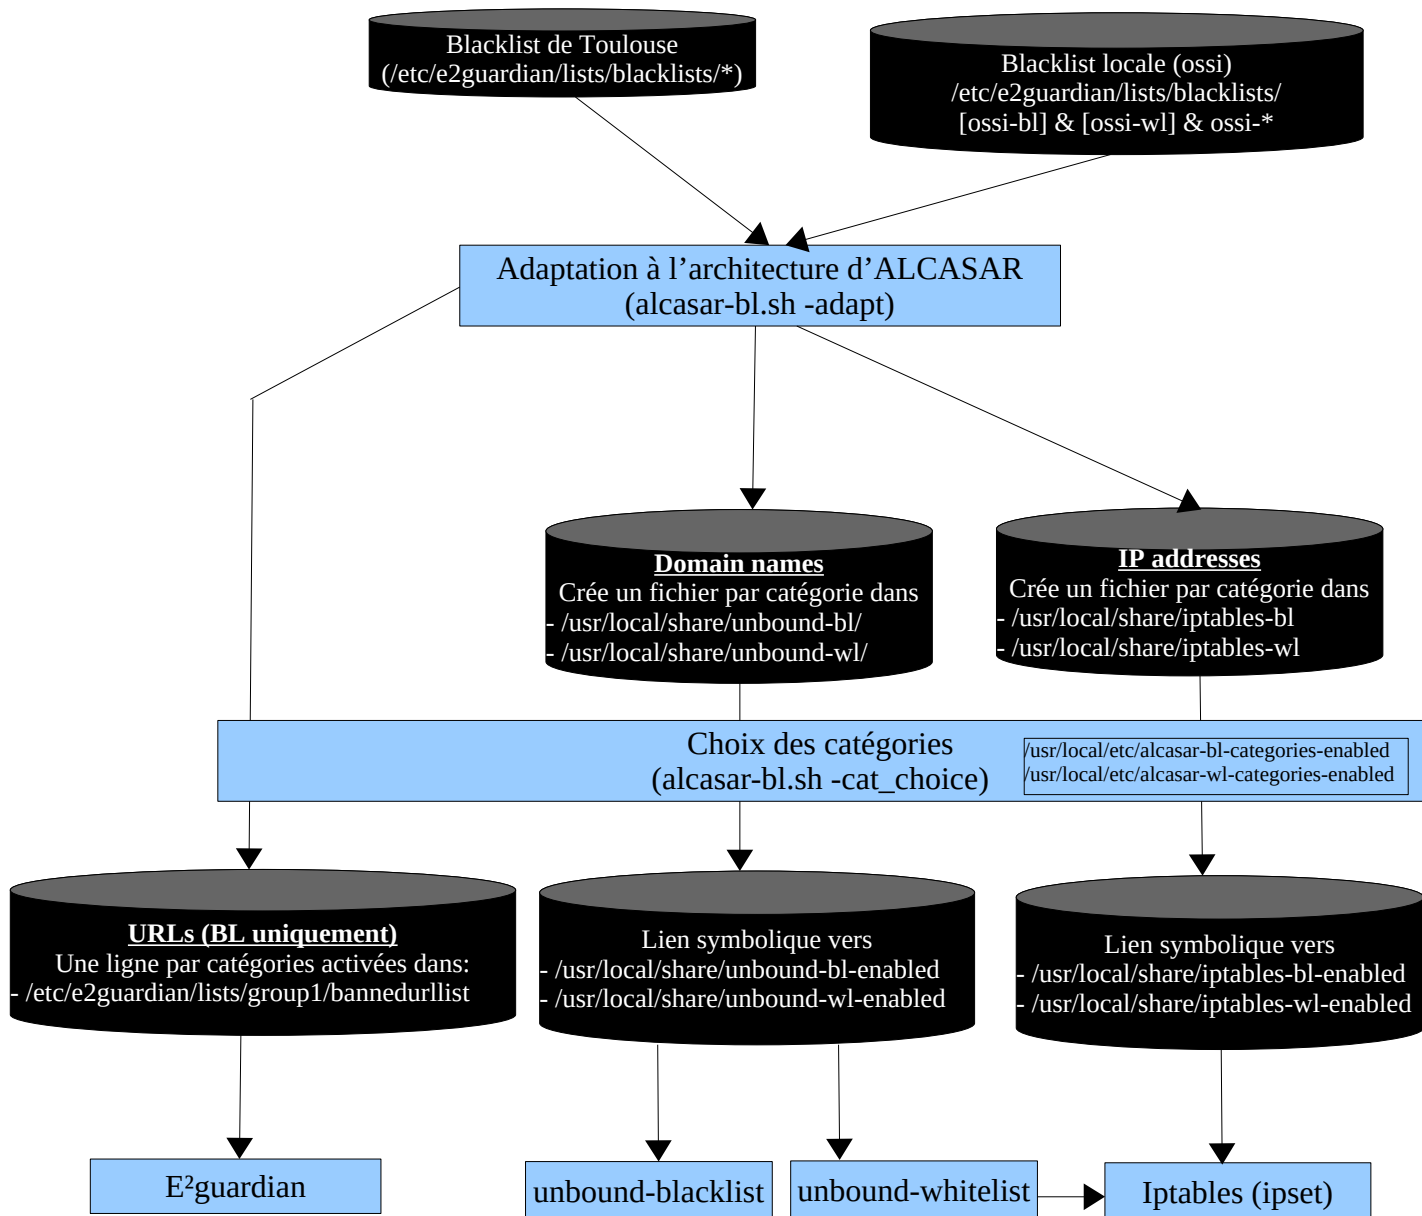 Blacklist de Toulouse
(/etc/e2guardian/lists/blacklists/*)
Blacklist locale (ossi)
/etc/e2guardian/lists/blacklists/
[ossi-bl] & [ossi-wl] & ossi-*
Adaptation à l’architecture d’ALCASAR
(alcasar-bl.sh -adapt)
Domain names
Crée un fichier par catégorie dans
- /usr/local/share/unbound-bl/
- /usr/local/share/unbound-wl/
IP addresses
Crée un fichier par catégorie dans
- /usr/local/share/iptables-bl
- /usr/local/share/iptables-wl
Choix des catégories
(alcasar-bl.sh -cat_choice)
/usr/local/etc/alcasar-bl-categories-enabled
/usr/local/etc/alcasar-wl-categories-enabled
URLs (BL uniquement)
Une ligne par catégories activées dans:
- /etc/e2guardian/lists/group1/bannedurllist
Lien symbolique vers
- /usr/local/share/unbound-bl-enabled
- /usr/local/share/unbound-wl-enabled
Lien symbolique vers
- /usr/local/share/iptables-bl-enabled
- /usr/local/share/iptables-wl-enabled
E²guardian
unbound-blacklist
unbound-whitelist
Iptables (ipset)